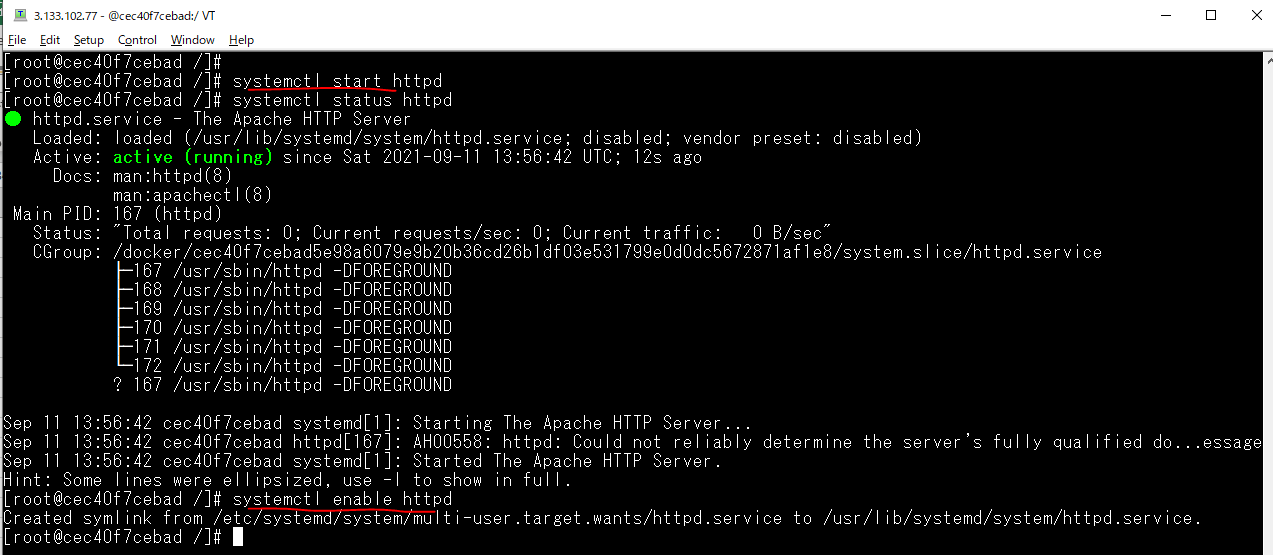 3.133.102.77 - @cec40f7cebad:/ VT
File Edit Setup Control Window Help
[root@cec40f7cebad /]#
[root@cec40f7cebad /]# systemctl start httpd
[root@cec40f7cebad /]# systemctl status httpd
● httpd.service - The Apache HTTP Server
Loaded: loaded (/usr/lib/systemd/system/httpd.service; disabled; vendor preset: disabled)
Active: active (running) since Sat 2021-09-11 13:56:42 UTC; 12s ago
Docs: man:httpd(8)
man:apachectl(8)
Main PID: 167 (httpd)
Status: "Total requests: 0; Current requests/sec: 0; Current traffic:   0 B/sec"
CGroup: /docker/cec40f7cebad5e98a6079e9b20b36cd26b1df03e531799e0d0dc5672871af1e8/system.slice/httpd.service
├─167 /usr/sbin/httpd -DFOREGROUND
├─168 /usr/sbin/httpd -DFOREGROUND
├─169 /usr/sbin/httpd -DFOREGROUND
├─170 /usr/sbin/httpd -DFOREGROUND
├─171 /usr/sbin/httpd -DFOREGROUND
└─172 /usr/sbin/httpd -DFOREGROUND
? 167 /usr/sbin/httpd -DFOREGROUND
Sep 11 13:56:42 cec40f7cebad systemd[1]: Starting The Apache HTTP Server...
Sep 11 13:56:42 cec40f7cebad httpd[167]: AH00558: httpd: Could not reliably determine the server's fully qualified do...essage
Sep 11 13:56:42 cec40f7cebad systemd[1]: Started The Apache HTTP Server.
Hint: Some lines were ellipsized, use -l to show in full.
[root@cec40f7cebad /]# systemctl enable httpd
Created symlink from /etc/systemd/system/multi-user.target.wants/httpd.service to /usr/lib/systemd/system/httpd.service.
[root@cec40f7cebad /]#